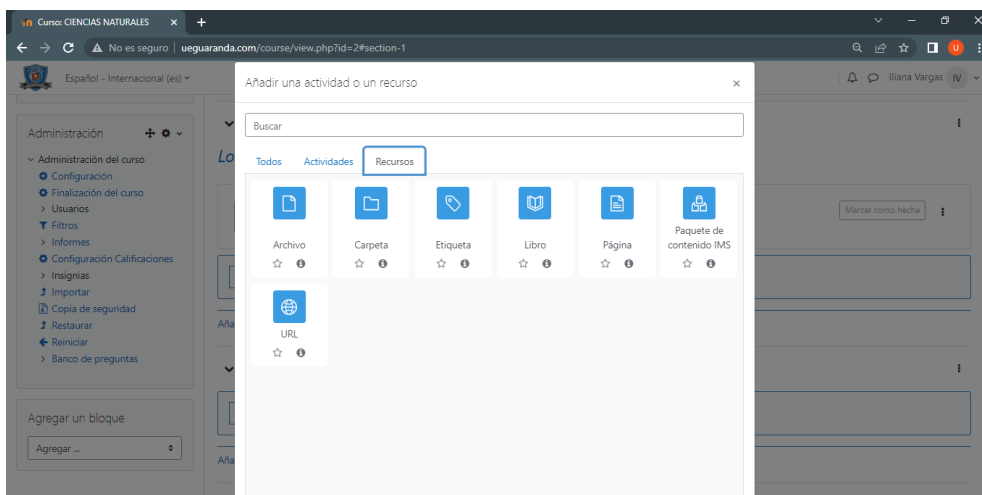 Curso: CIENCIAS NATURALES
No es seguro | ueguaranda.com/course/view.php?id=2#section-1
U
Español - Internacional (es)
Iliana Vargas IV
Añadir una actividad o un recurso
Buscar
Todos Actividades Recursos
Archivo Carpeta Etiqueta Libro Página Paquete de
contenido IMS
URL
Administración
Administración del curso
Configuración
Finalización del curso
Usuarios
Filtros
Informes
Configuración Calificaciones
Insignias
Importar
Copia de seguridad
Restaurar
Reiniciar
Banco de preguntas
Agregar un bloque
Agregar ...
Lo
Marcar como hecha
Aña
Aña